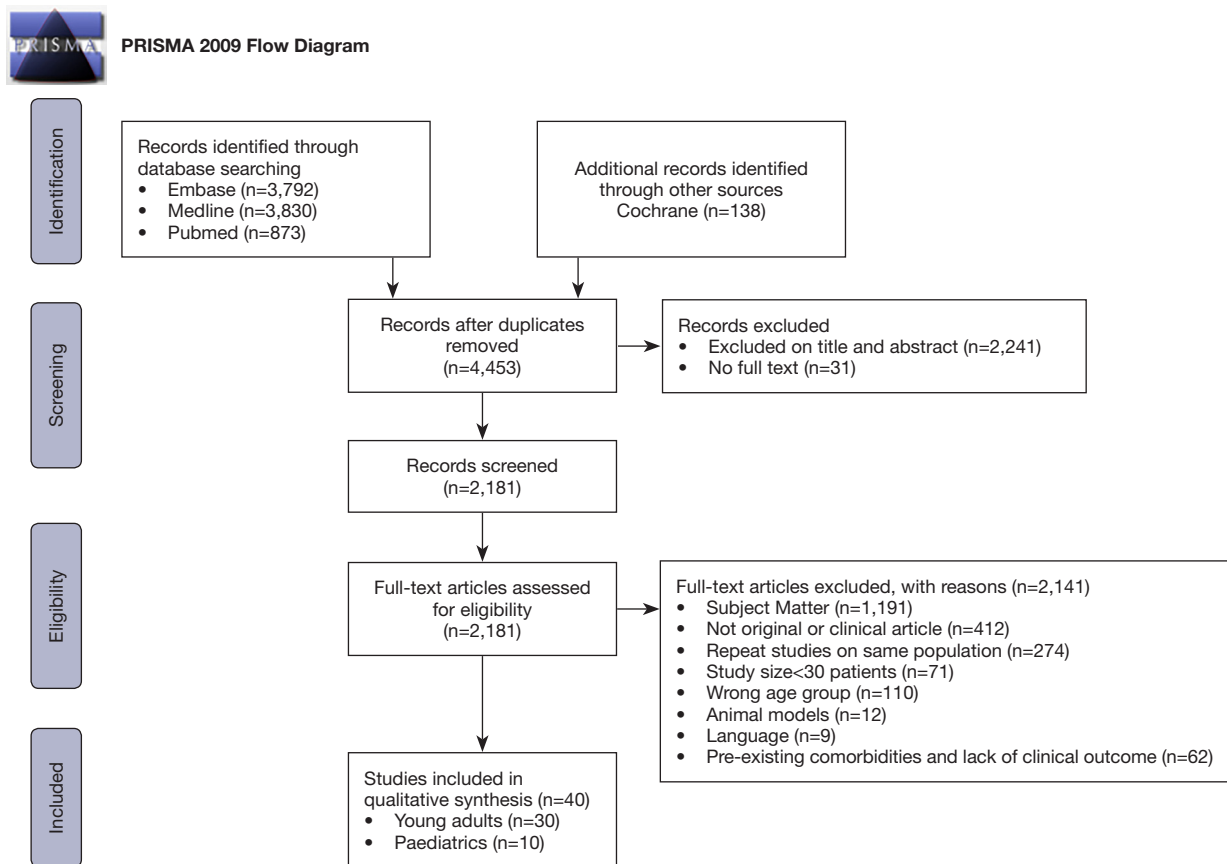 PRISMA
PRISMA 2009 Flow Diagram
Identification
Records identified through
database searching
• Embase (n=3,792)
• Medline (n=3,830)
• Pubmed (n=873)
Additional records identified
through other sources
Cochrane (n=138)
Screening
Records after duplicates
removed
(n=4,453)
Records excluded
• Excluded on title and abstract (n=2,241)
• No full text (n=31)
Records screened
(n=2,181)
Eligibility
Full-text articles assessed
for eligibility
(n=2,181)
Full-text articles excluded, with reasons (n=2,141)
• Subject Matter (n=1,191)
• Not original or clinical article (n=412)
• Repeat studies on same population (n=274)
• Study size<30 patients (n=71)
• Wrong age group (n=110)
• Animal models (n=12)
• Language (n=9)
• Pre-existing comorbidities and lack of clinical outcome (n=62)
Included
Studies included in
qualitative synthesis (n=40)
• Young adults (n=30)
• Paediatrics (n=10)